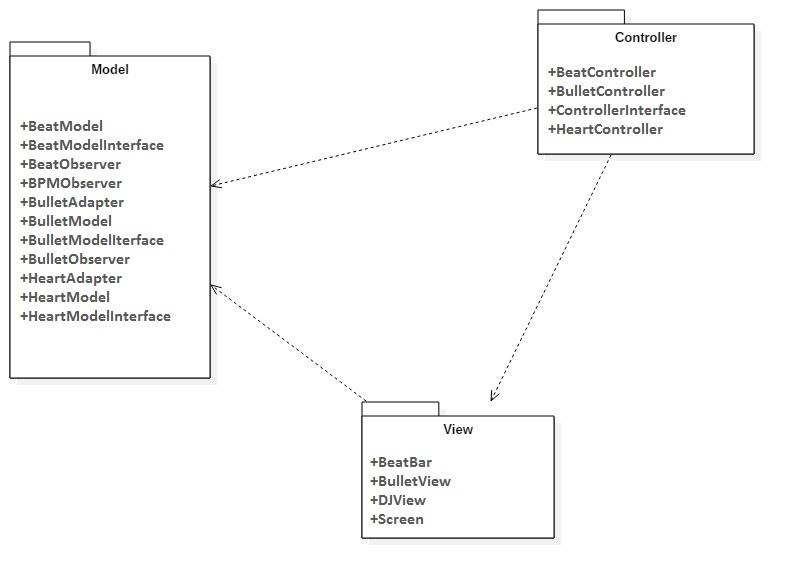 Model
+BeatModel
+BeatModelInterface
+BeatObserver
+BPMObserver
+BulletAdapter
+BulletModel
+BulletModelIterface
+BulletObserver
+HeartAdapter
+HeartModel
+HeartModelInterface
Controller
+BeatController
+BulletController
+ControllerInterface
+HeartController
View
+BeatBar
+BulletView
+DJView
+Screen